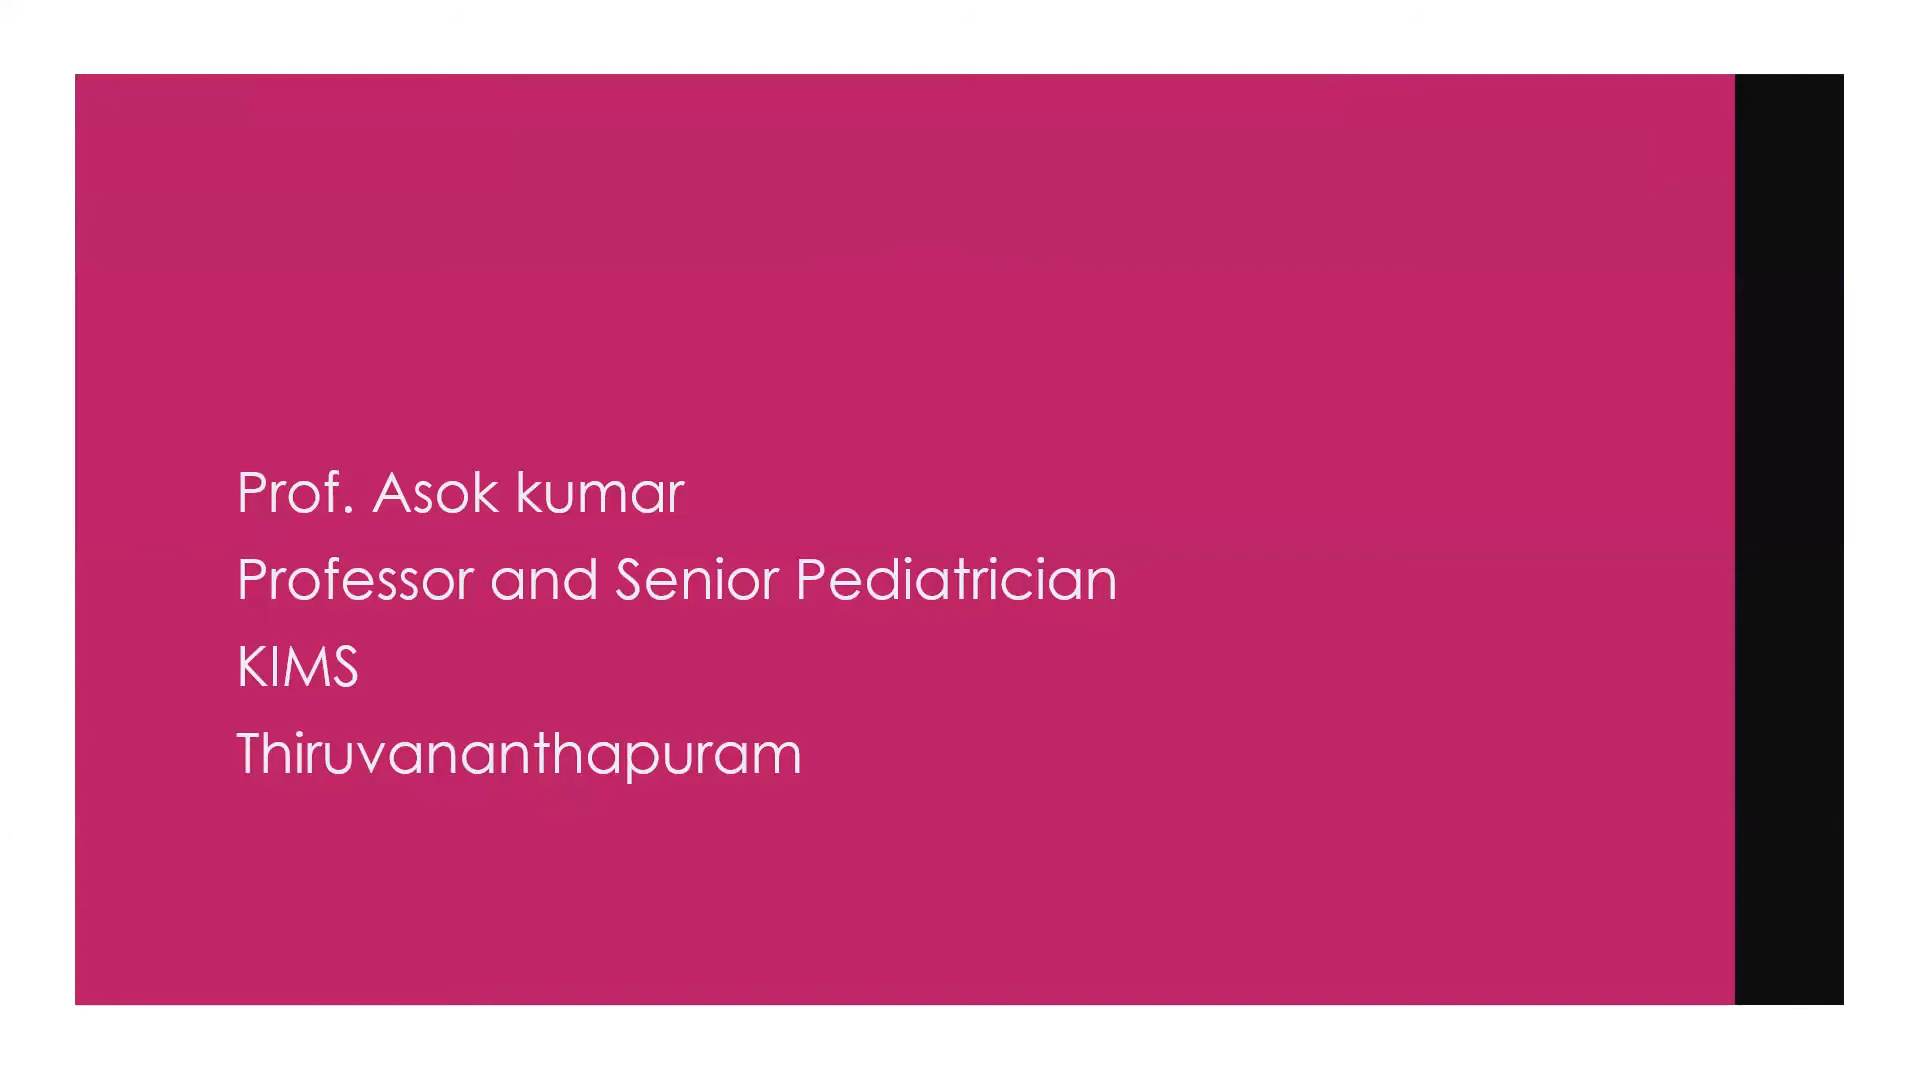 Prof. Asok kumar
Professor and Senior Pediatrician
KIMS
Thiruvananthapuram